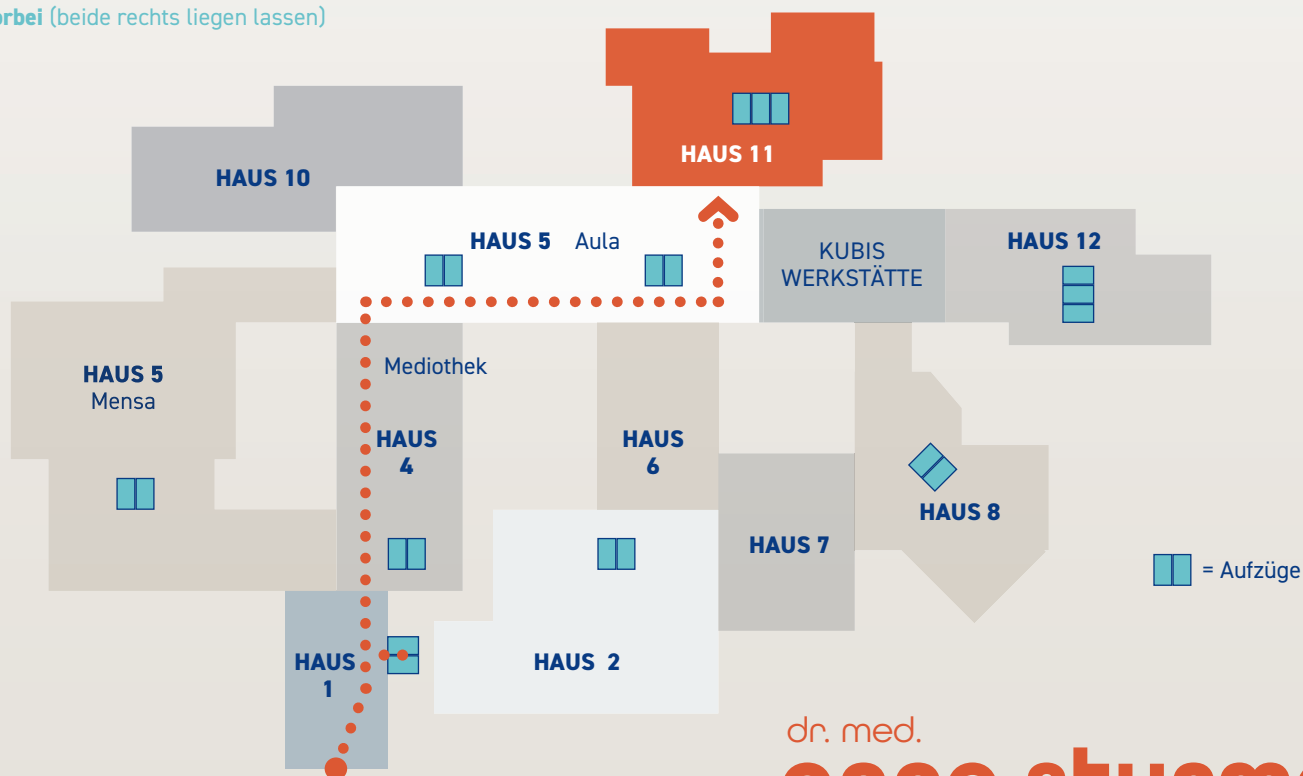 rbei (beide rechts liegen lassen)
HAUS 11
HAUS 10
HAUS 5 Aula
KUBIS
WERKSTÄTTE
HAUS 12
HAUS 5
Mensa
Mediothek
HAUS
4
HAUS
6
HAUS 8
HAUS 7
= Aufzüge
HAUS
1
HAUS 2
dr. med.